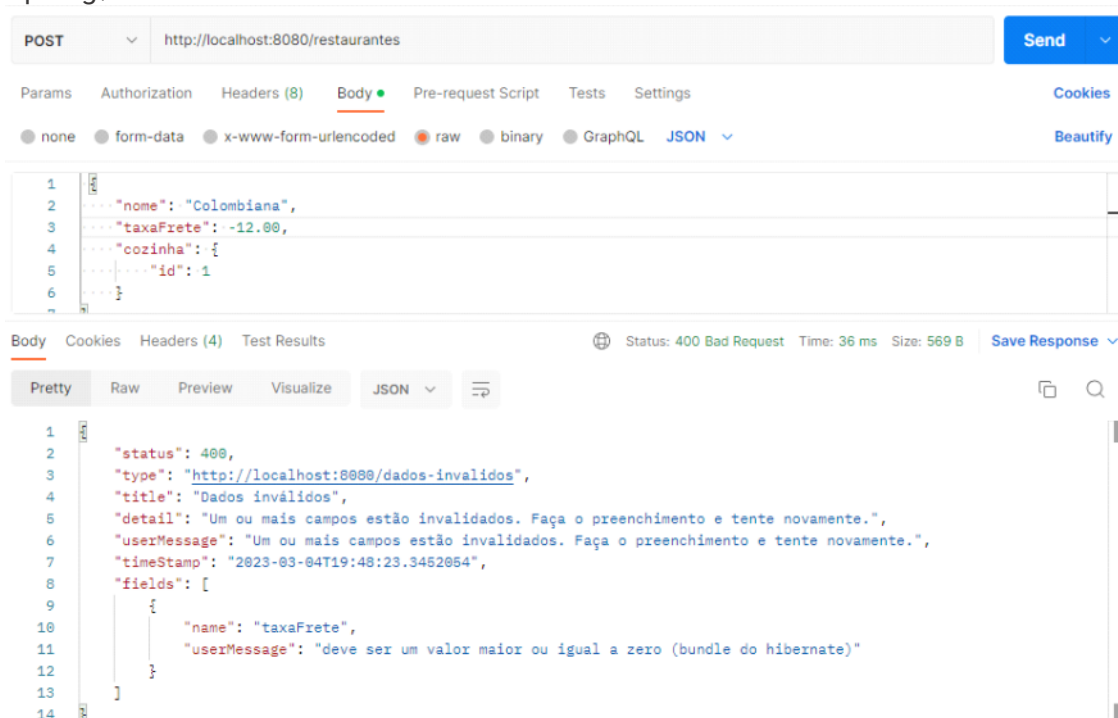 POST http://localhost:8080/restaurantes Send
Params Authorization Headers (8) Body Pre-request Script Tests Settings Cookies
none form-data x-www-form-urlencoded raw binary GraphQL JSON Beautify
1 {
2 "nome": "Colombiana",
3 "taxaFrete": -12.00,
4 "cozinha": {
5 "id": 1
6 }
Body Cookies Headers (4) Test Results Status: 400 Bad Request Time: 36 ms Size: 569 B Save Response
Pretty Raw Preview Visualize JSON
1 {
2 "status": 400,
3 "type": "http://localhost:8080/dados-invalidos",
4 "title": "Dados inválidos",
5 "detail": "Um ou mais campos estão invalidados. Faça o preenchimento e tente novamente.",
6 "userMessage": "Um ou mais campos estão invalidados. Faça o preenchimento e tente novamente.",
7 "timeStamp": "2023-03-04T19:48:23.3452054",
8 "fields": [
9 {
10 "name": "taxaFrete",
11 "userMessage": "deve ser um valor maior ou igual a zero (bundle do hibernate)"
12 }
13 ]
14 }